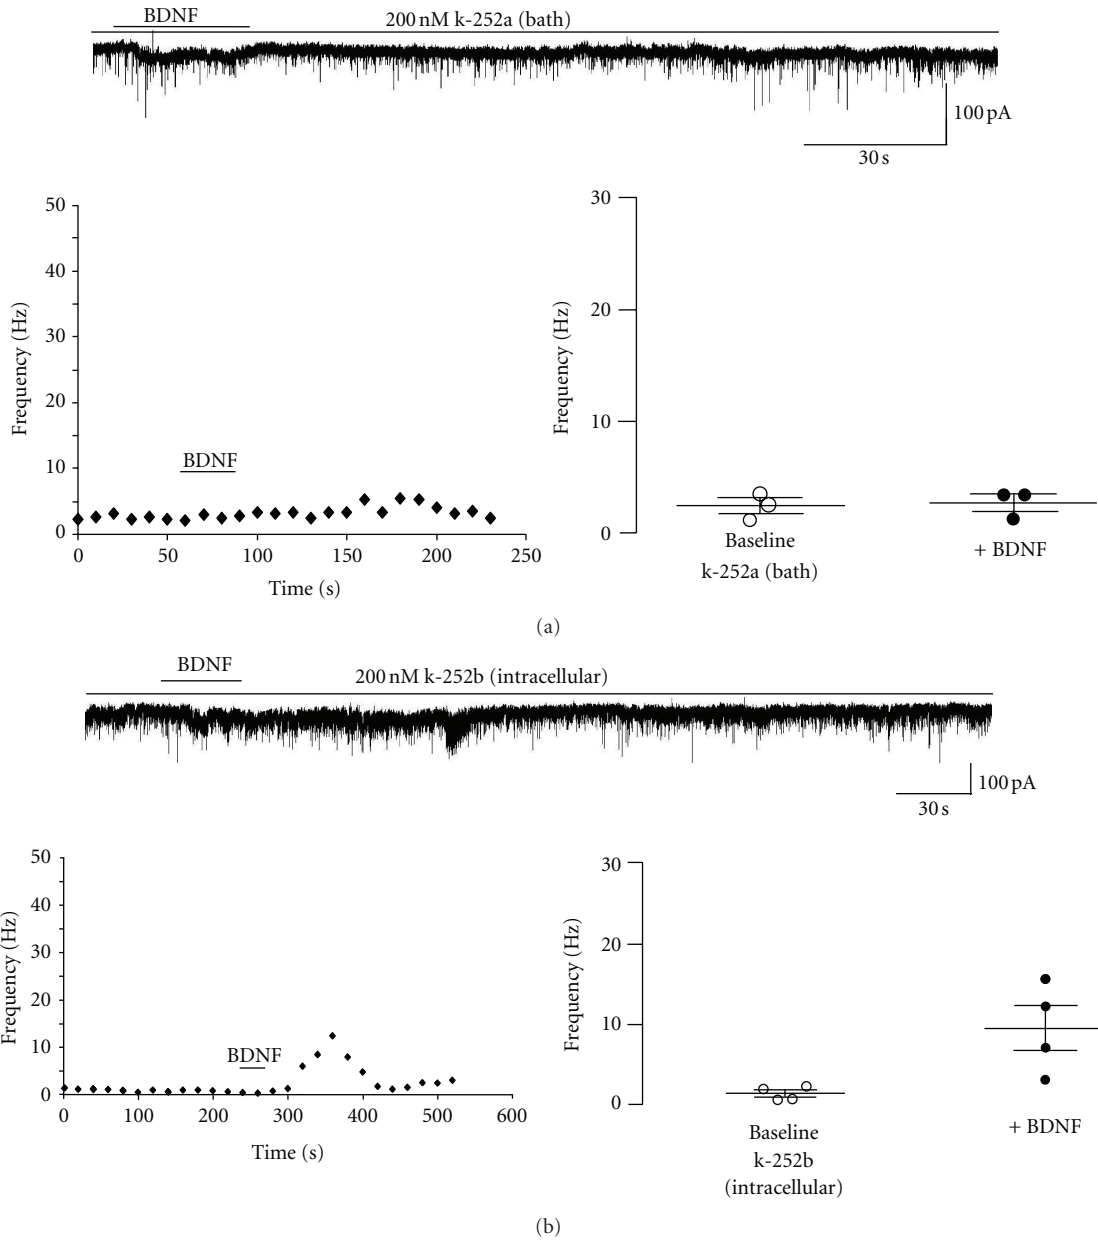 BDNF
200 nM k-252a (bath)
100 pA
30 s
50
40
30
20
10
0
Frequency (Hz)
BDNF
0
50
100
150
200
250
Time (s)
30
20
10
0
Frequency (Hz)
Baseline
k-252a (bath)
+ BDNF
(a)
BDNF
200 nM k-252b (intracellular)
100 pA
30 s
50
40
30
20
10
0
Frequency (Hz)
BDNF
0
100
200
300
400
500
600
Time (s)
30
20
10
0
Frequency (Hz)
Baseline
k-252b
(intracellular)
+ BDNF
(b)